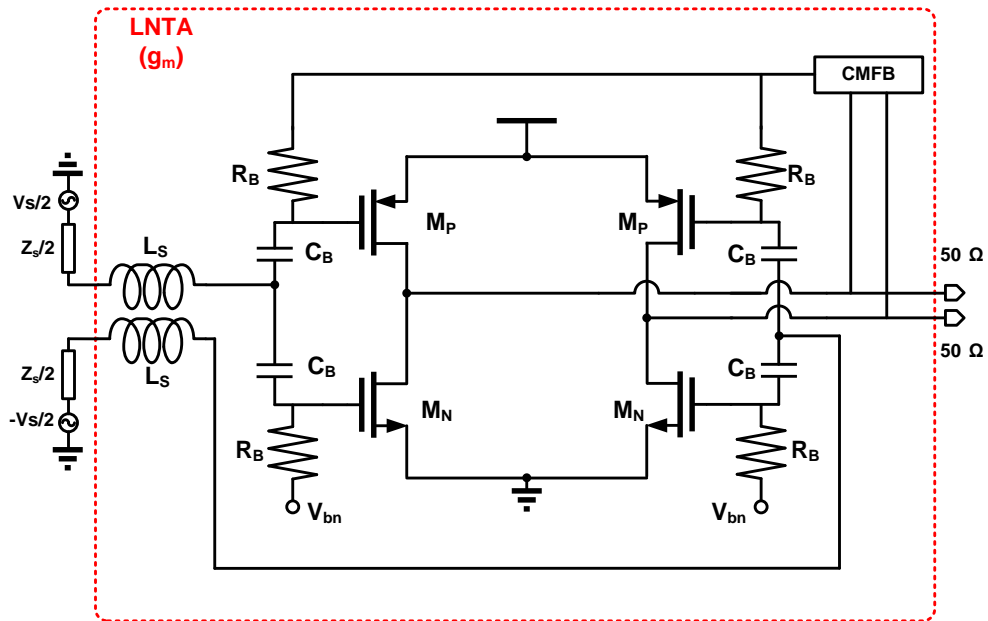 LNTA
(gm)
CMFB
RB
RB
Vs/2
MP
MP
Zs/2
LS
CB
CB
50 Ω
Zs/2
LS
CB
CB
50 Ω
-Vs/2
MN
MN
RB
RB
Vbn
Vbn